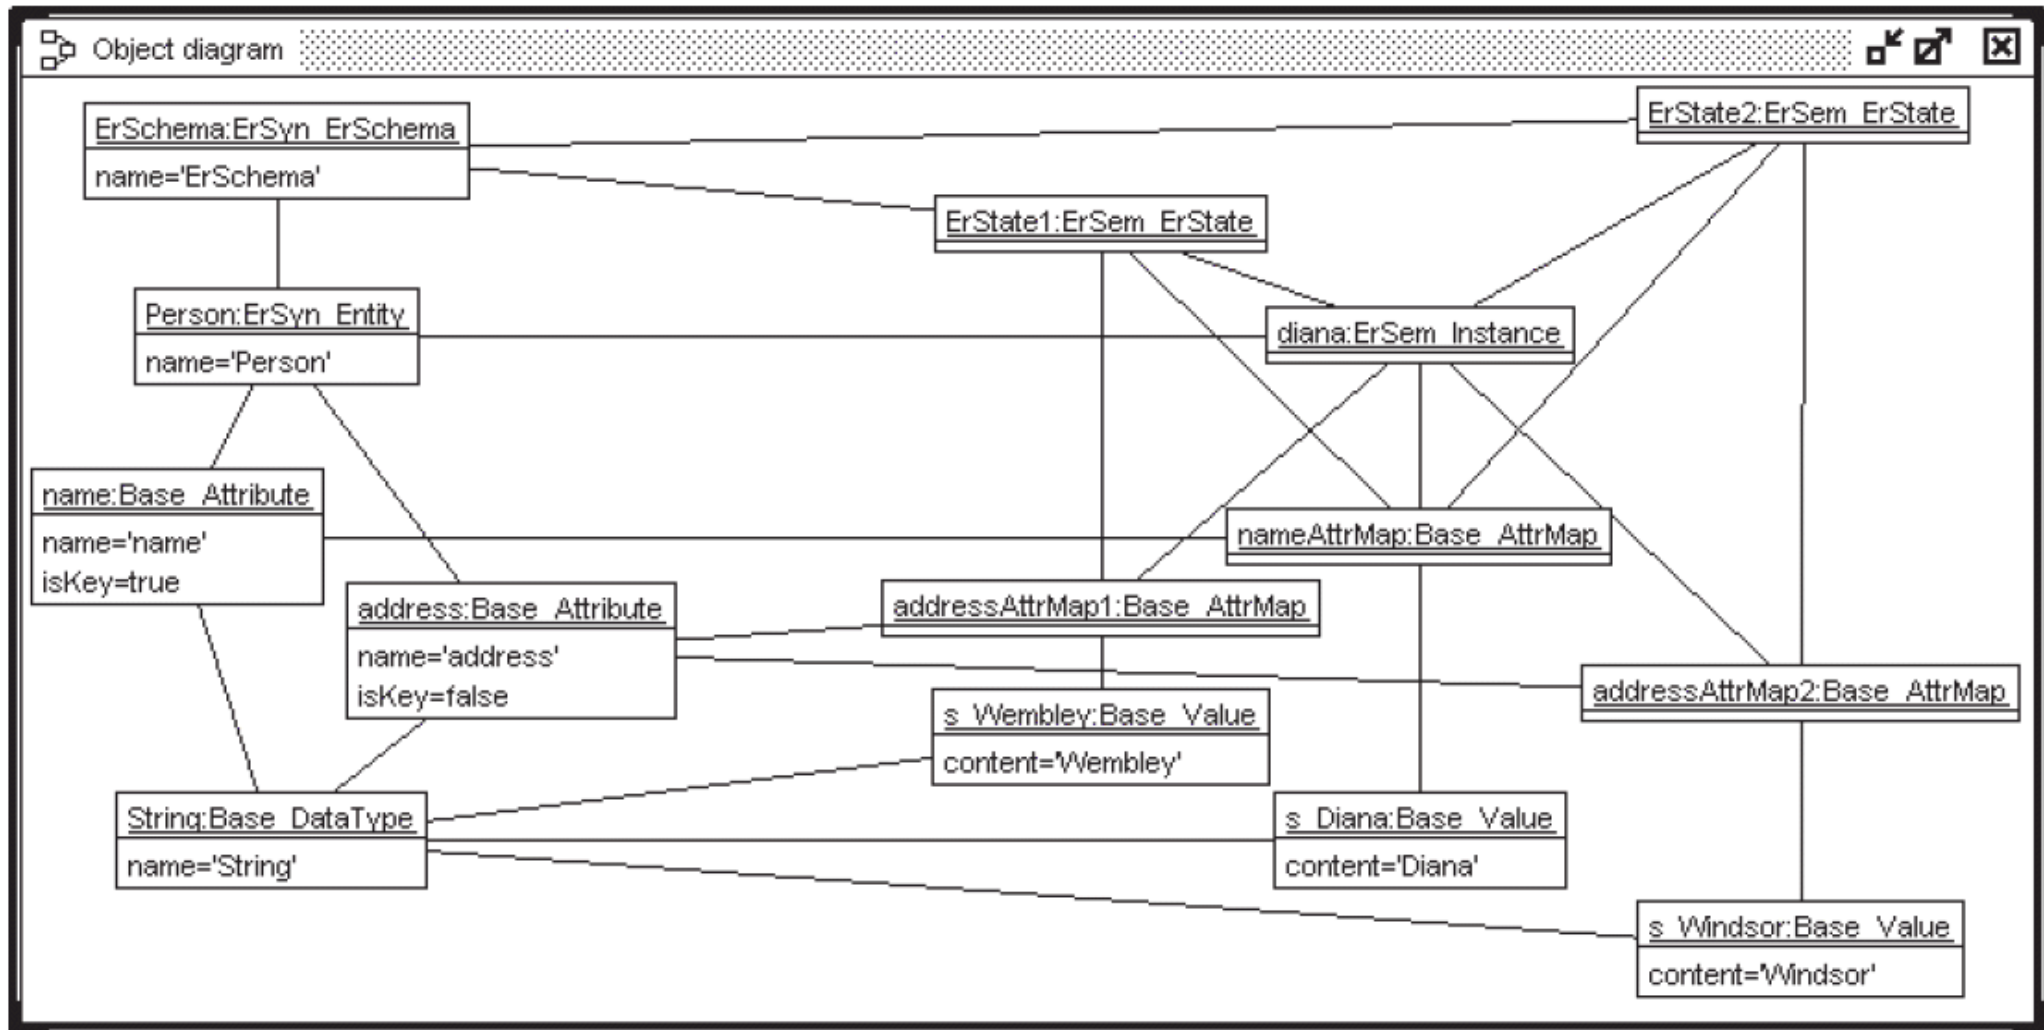 Object diagram
ErSchema:ErSyn_ErSchema
name='ErSchema'
ErState2:ErSem_ErState
ErState1:ErSem_ErState
Person:ErSyn_Entity
name='Person'
diana:ErSem_Instance
name:Base_Attribute
name='name'
isKey=true
nameAttrMap:Base_AttrMap
address:Base_Attribute
name='address'
isKey=false
addressAttrMap1:Base_AttrMap
addressAttrMap2:Base_AttrMap
s_Wembley:Base_Value
content='Wembley'
String:Base_DataType
name='String'
s_Diana:Base_Value
content='Diana'
s_Windsor:Base_Value
content='Windsor'